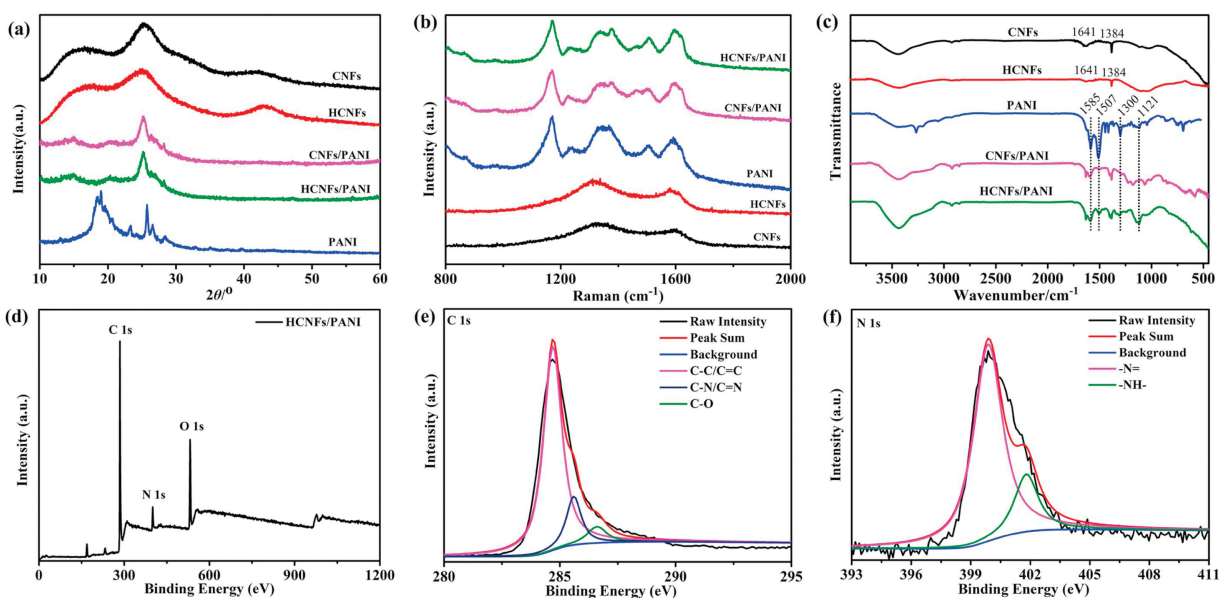 (a)
CNFs
HCNFs
CNFs/PANI
HCNFs/PANI
PANI
Intensity(a.u.)
10 20 30 40 50 60
2θ/º
(b)
HCNFs/PANI
CNFs/PANI
PANI
HCNFs
CNFs
Intensity (a.u.)
800 1200 1600 2000
Raman (cm⁻¹)
(c)
CNFs
1641 1384
HCNFs
1641 1384
PANI
1585 1507 1300 1121
CNFs/PANI
HCNFs/PANI
Transmittance
3500 3000 2500 2000 1500 1000 500
Wavenumber/cm⁻¹
(d)
HCNFs/PANI
C 1s
O 1s
N 1s
Intensity (a.u.)
0 300 600 900 1200
Binding Energy (eV)
(e) C 1s
Raw Intensity
Peak Sum
Background
C-C/C=C
C-N/C=N
C-O
Intensity (a.u.)
280 285 290 295
Binding Energy (eV)
(f) N 1s
Raw Intensity
Peak Sum
Background
-N=
-NH-
Intensity (a.u.)
393 396 399 402 405 408 411
Binding Energy (eV)